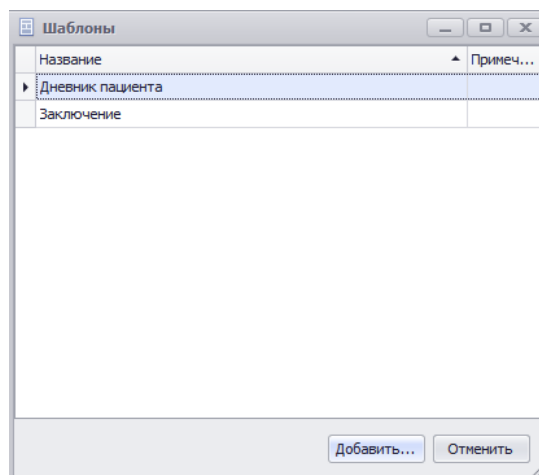 Шаблоны
Название Примеч...
Дневник пациента
Заключение
Добавить... Отменить